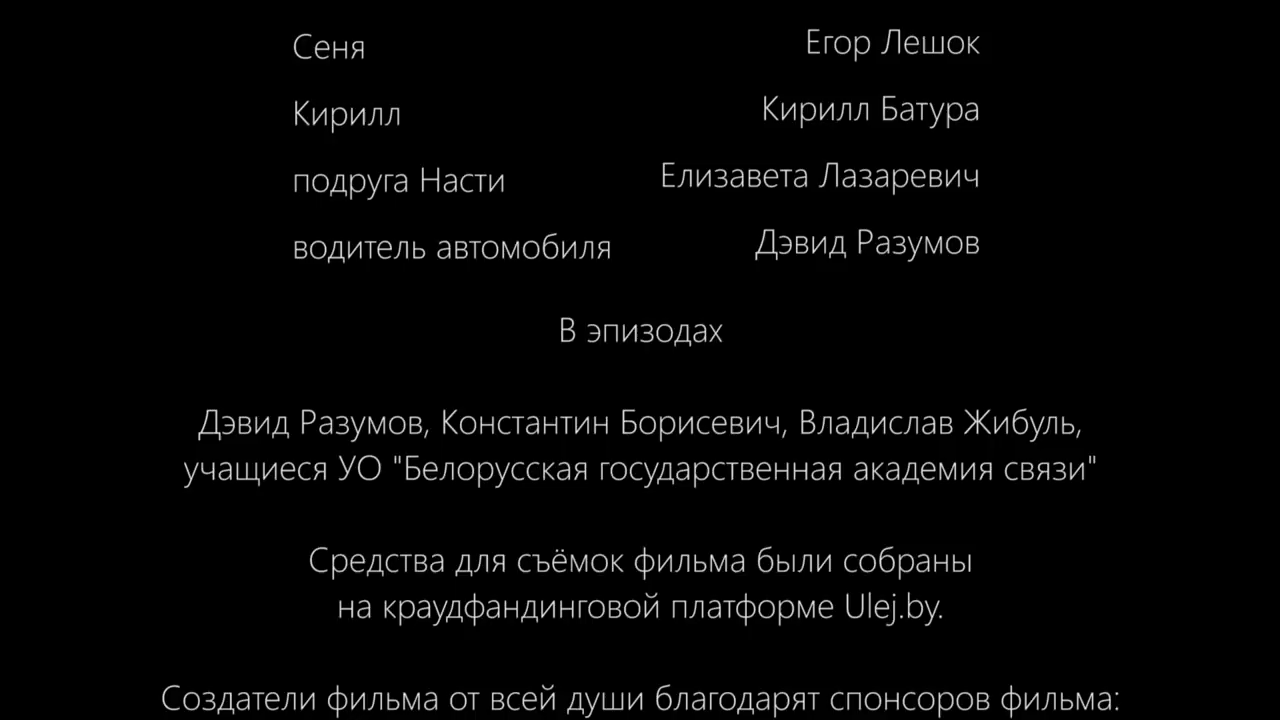 Сеня Егор Лешок
Кирилл Кирилл Батура
подруга Насти Елизавета Лазаревич
водитель автомобиля Дэвид Разумов
В эпизодах
Дэвид Разумов, Константин Борисевич, Владислав Жибуль,
учащиеся УО "Белорусская государственная академия связи"
Средства для съёмок фильма были собраны
на краудфандинговой платформе Ulej.by.
Создатели фильма от всей души благодарят спонсоров фильма: